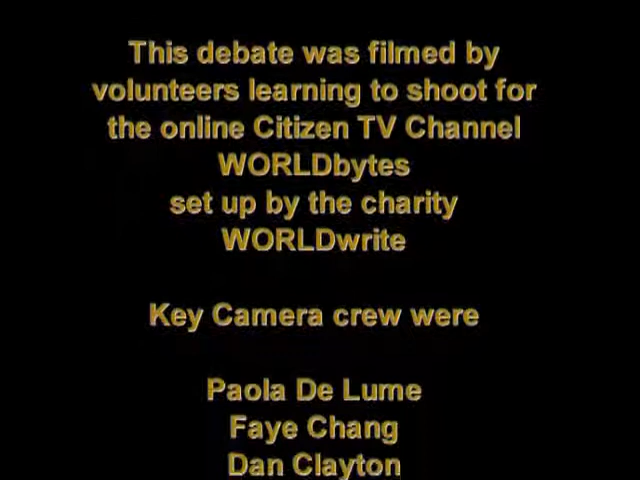 This debate was filmed by
volunteers learning to shoot for
the online Citizen TV Channel
WORLDbytes
set up by the charity
WORLDwrite
Key Camera crew were
Paola De Lume
Faye Chang
Dan Clayton